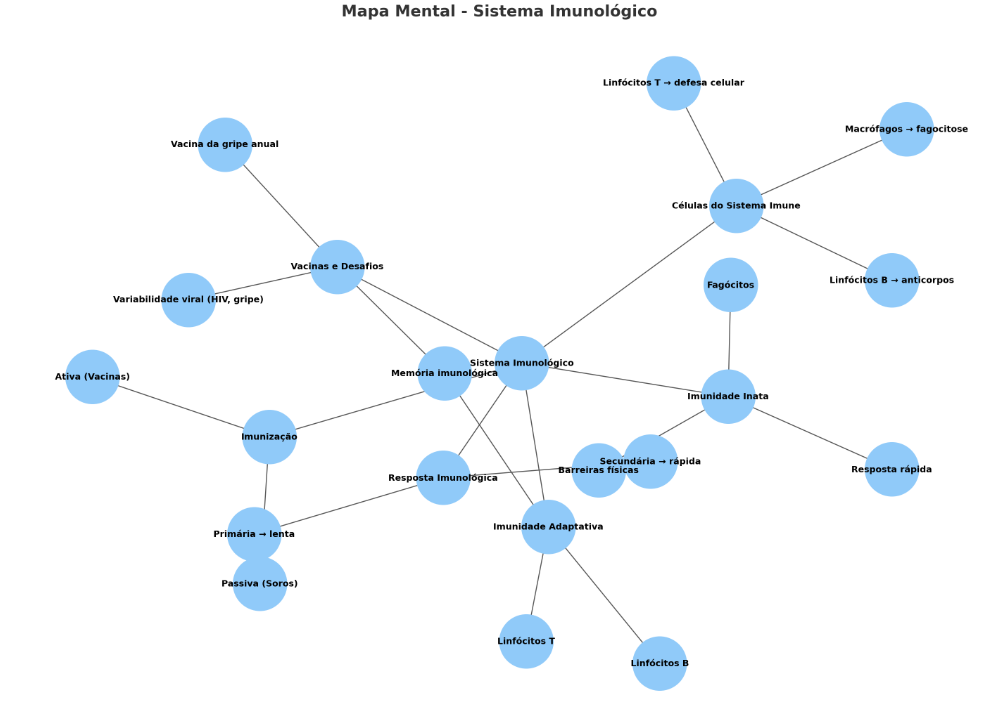 Mapa Mental - Sistema Imunológico
Linfócitos T → defesa celular
Macrófagos → fagocitose
Vacina da gripe anual
Células do Sistema Imune
Vacinas e Desafios
Linfócitos B → anticorpos
Fagócitos
Variabilidade viral (HIV, gripe)
Sistema Imunológico
Memória imunológica
Ativa (Vacinas)
Imunidade Inata
Imunização
Secundária → rápida
Barreiras físicas
Resposta rápida
Resposta Imunológica
Imunidade Adaptativa
Primária → lenta
Passiva (Soros)
Linfócitos T
Linfócitos B